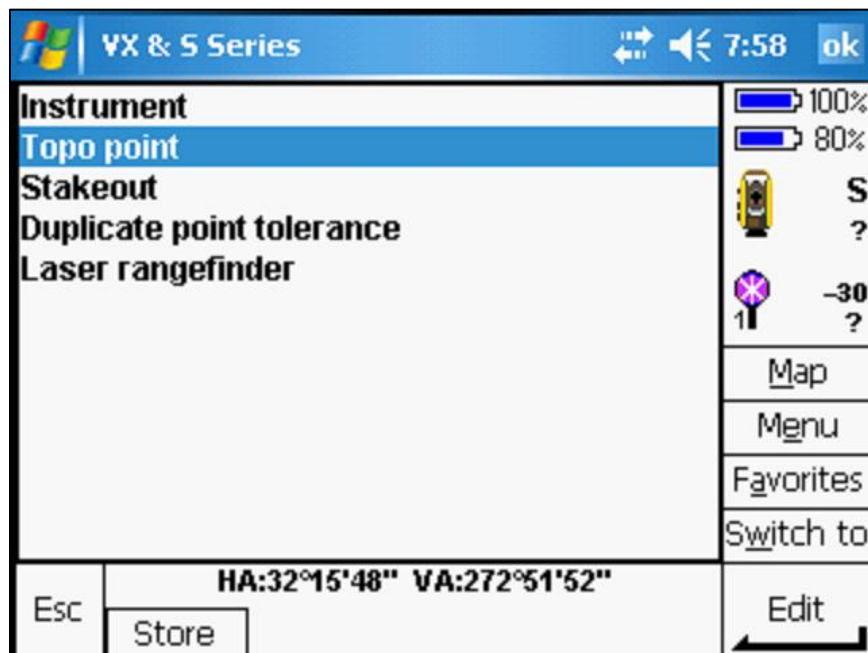 VX & S Series 7:58 ok
Instrument
Topo point
Stakeout
Duplicate point tolerance
Laser rangefinder
100%
80%
S
?
-30
1 ?
Map
Menu
Favorites
Switch to
HA:32°15'48" VA:272°51'52"
Esc
Store
Edit